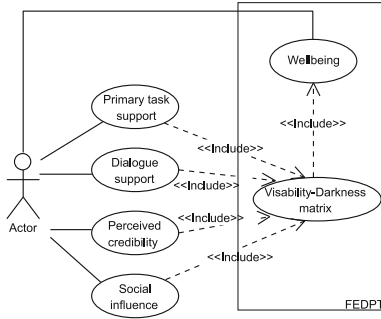 Wellbeing
Primary task
support
<<Include>>
<<Include>>
Dialogue
support
<<Include>>
Visability-Darkness
matrix
Actor
Perceived
credibility
<<Include>>
<<Include>>
Social
influence
FEDPT